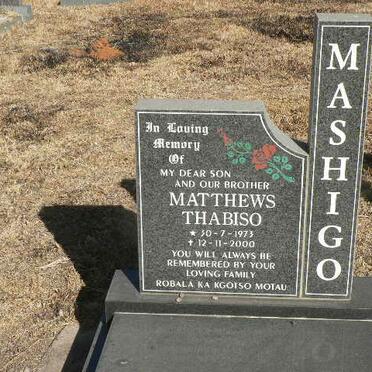 In Loving
Memory
Of
MY DEAR SON
AND OUR BROTHER
MATTHEWS
THABISO
★ 30-7-1973
✝ 12-11-2000
YOU WILL ALWAYS BE
REMEMBERED BY YOUR
LOVING FAMILY
ROBALA KA KGOTSO MOTAU
MASHIGO